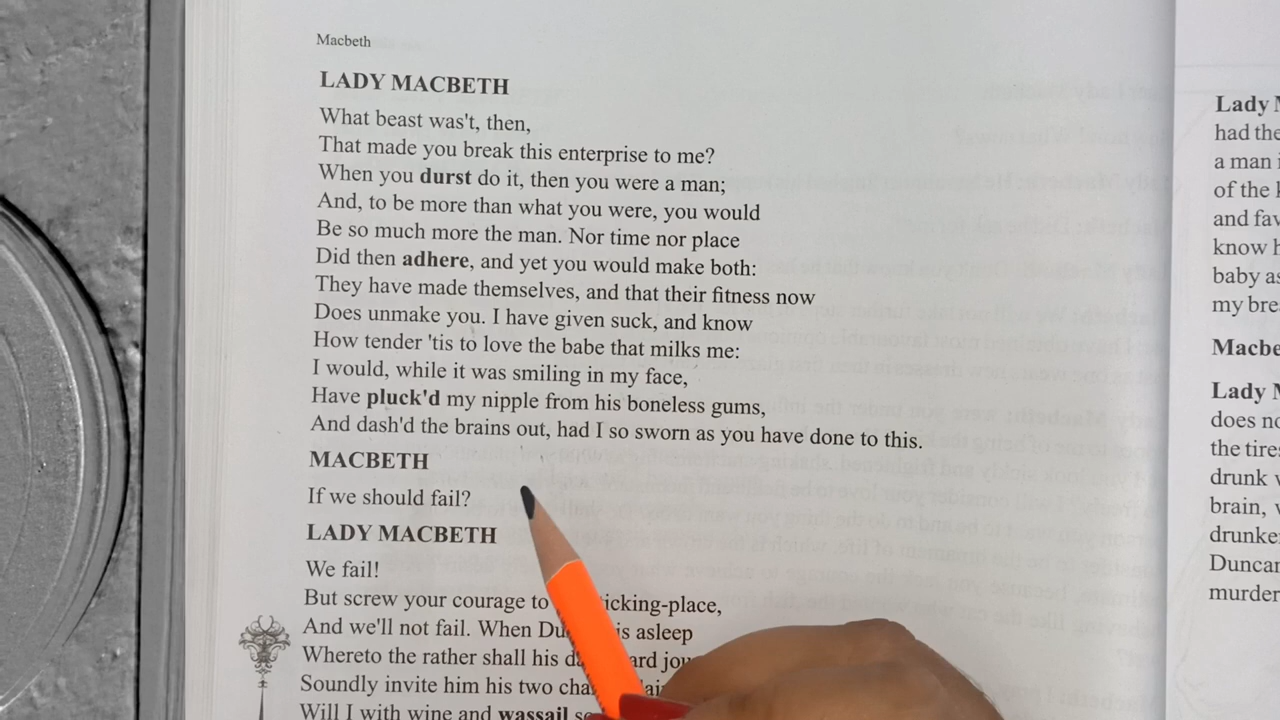 Macbeth
LADY MACBETH
What beast was't, then,
That made you break this enterprise to me?
When you durst do it, then you were a man;
And, to be more than what you were, you would
Be so much more the man. Nor time nor place
Did then adhere, and yet you would make both:
They have made themselves, and that their fitness now
Does unmake you. I have given suck, and know
How tender 'tis to love the babe that milks me:
I would, while it was smiling in my face,
Have pluck'd my nipple from his boneless gums,
And dash'd the brains out, had I so sworn as you have done to this.
MACBETH
If we should fail?
LADY MACBETH
We fail!
But screw your courage to
And we'll not fail. When is asleep
Whereto the rather shall his
Soundly invite him his two
Will I with wine and wassail
Lady
had the
a man
of the
and
know
baby as
my
Lady
does
the
drunk
brain,
Duncan
murder